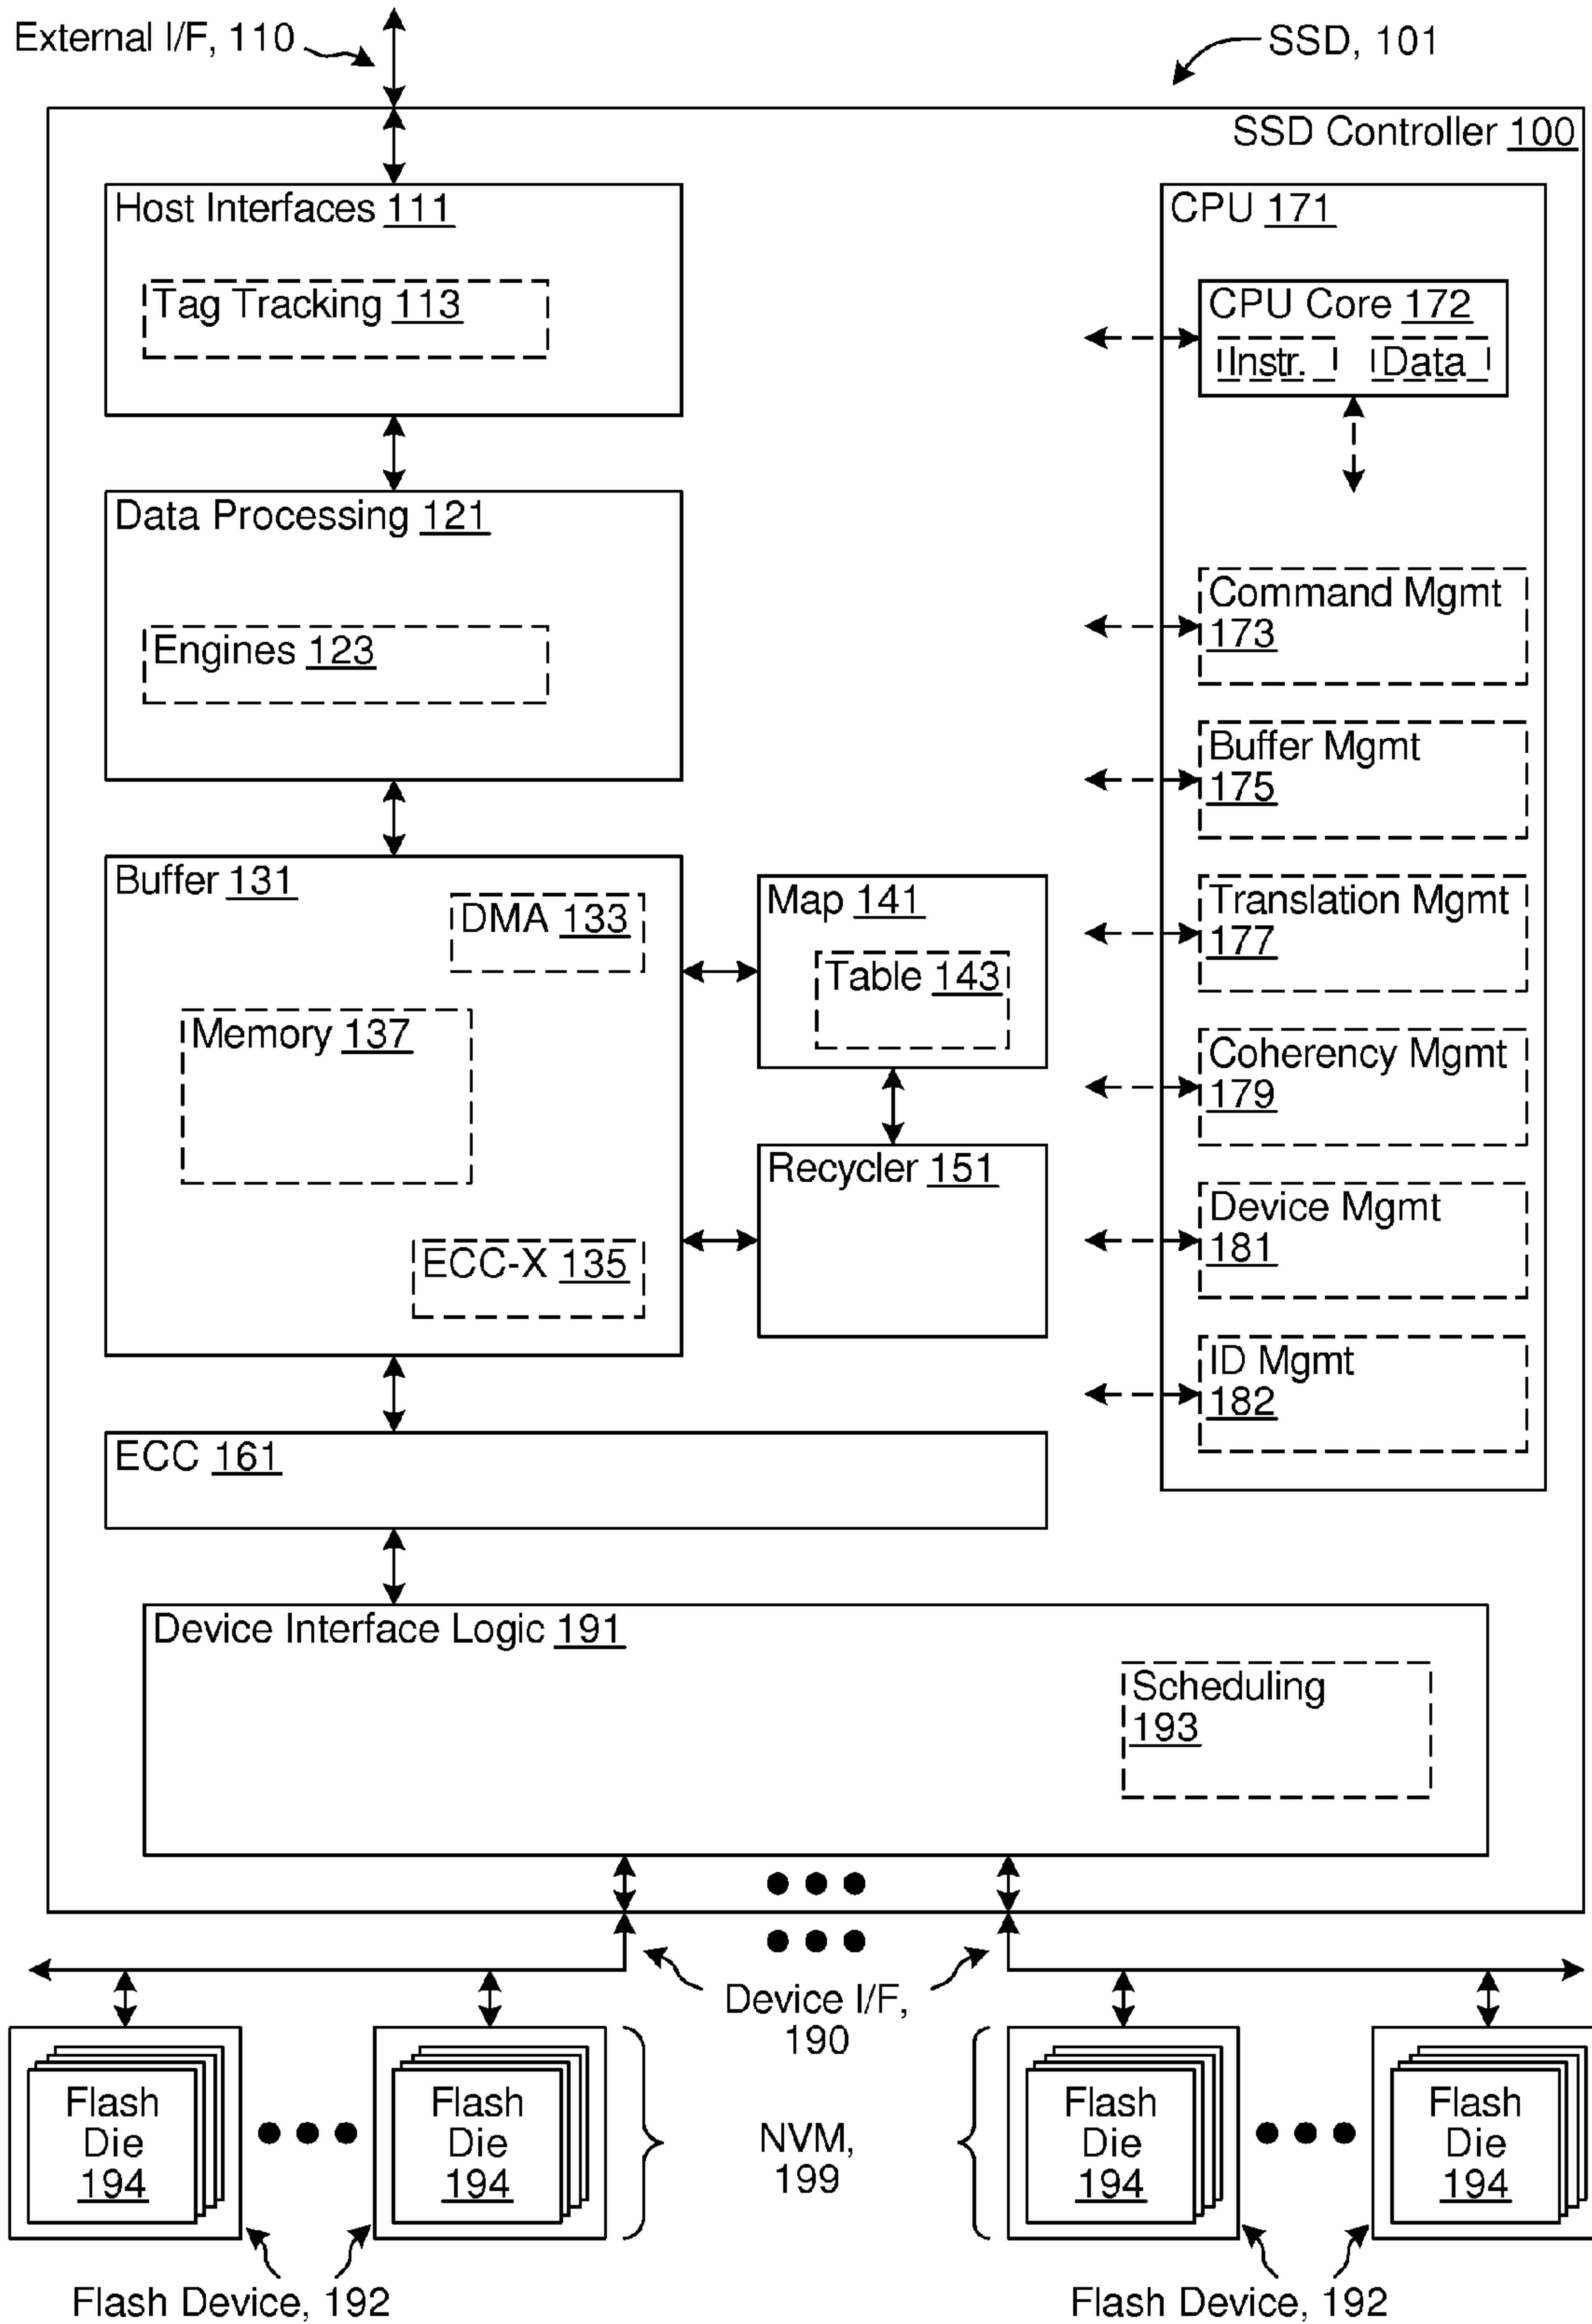 External I/F, 110
SSD, 101
SSD Controller 100
Host Interfaces 111
Tag Tracking 113
CPU 171
CPU Core 172
Instr.
Data
Data Processing 121
Engines 123
Command Mgmt
173
Buffer Mgmt
175
Buffer 131
DMA 133
Memory 137
ECC-X 135
Map 141
Table 143
Recycler 151
Translation Mgmt
177
Coherency Mgmt
179
Device Mgmt
181
ID Mgmt
182
ECC 161
Device Interface Logic 191
Scheduling
193
Device I/F,
190
Flash
Die
194
Flash
Die
194
NVM,
199
Flash
Die
194
Flash
Die
194
Flash Device, 192
Flash Device, 192